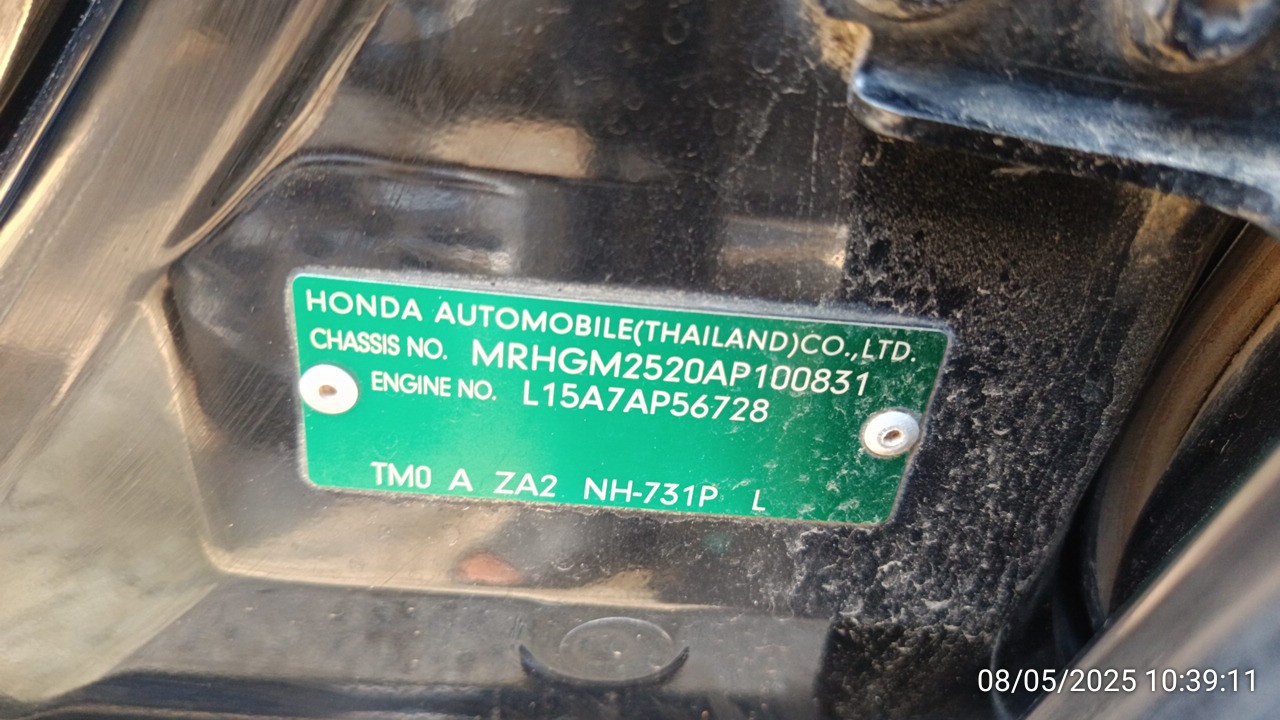 HONDA AUTOMOBILE(THAILAND)CO.,LTD.
CHASSIS NO. MRHGM2520AP100831
ENGINE NO. L15A7AP56728
TM0 A ZA2 NH-731P L
08/05/2025 10:39:11